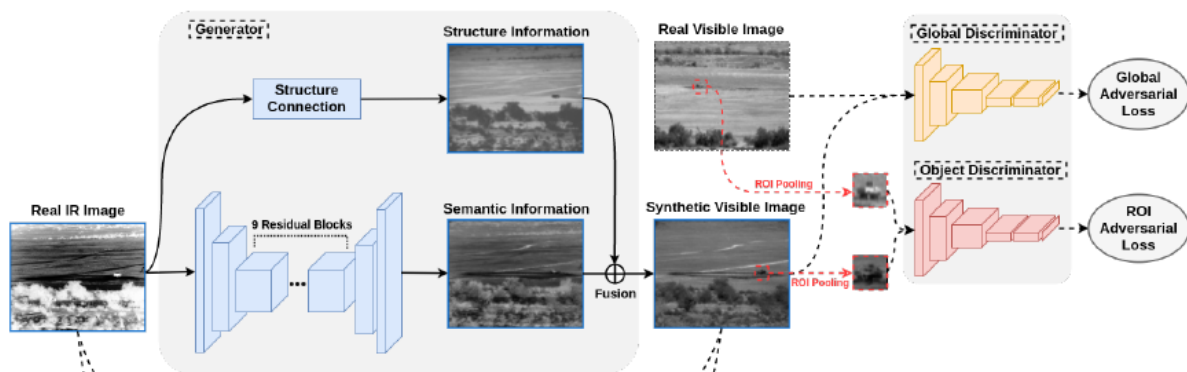 Generator
Structure Information
Real Visible Image
Global Discriminator
Structure
Connection
Global
Adversarial
Loss
ROI Pooling
Object Discriminator
Real IR Image
9 Residual Blocks
Semantic Information
Synthetic Visible Image
ROI
Adversarial
Loss
ROI Pooling
Fusion